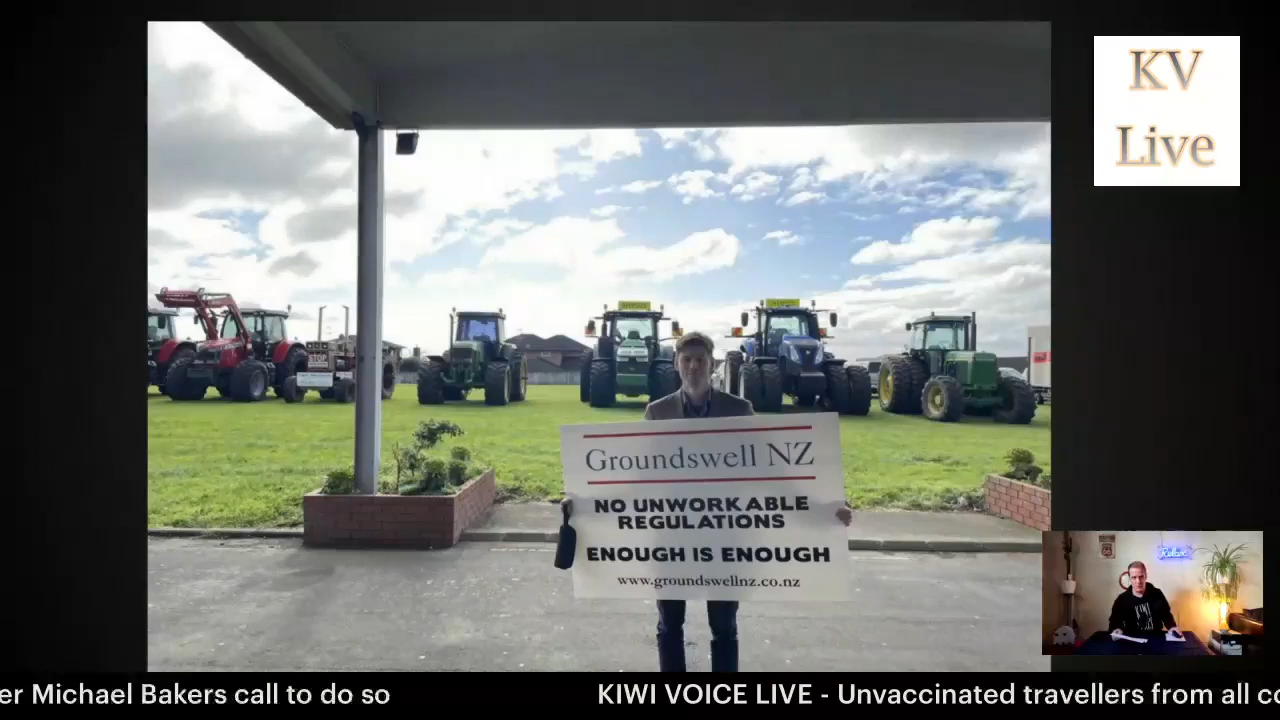 KV
Live
STOP
Groundswell NZ
NO UNWORKABLE
REGULATIONS
ENOUGH IS ENOUGH
www.groundswellnz.co.nz
er Michael Bakers call to do so
KIWI VOICE LIVE - Unvaccinated travellers from all co